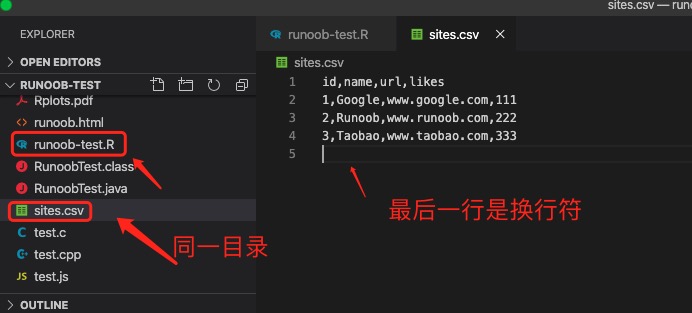 sites.csv — run
EXPLORER
OPEN EDITORS
RUNOOB-TEST
Rplots.pdf
runoob.html
runoob-test.R
RunoobTest.class
RunoobTest.java
sites.csv
test.c
test.cpp
test.js
OUTLINE
同一目录
runoob-test.R
sites.csv
sites.csv
1 id,name,url,likes
2 1,Google,www.google.com,111
3 2,Runoob,www.runoob.com,222
4 3,Taobao,www.taobao.com,333
5
最后一行是换行符